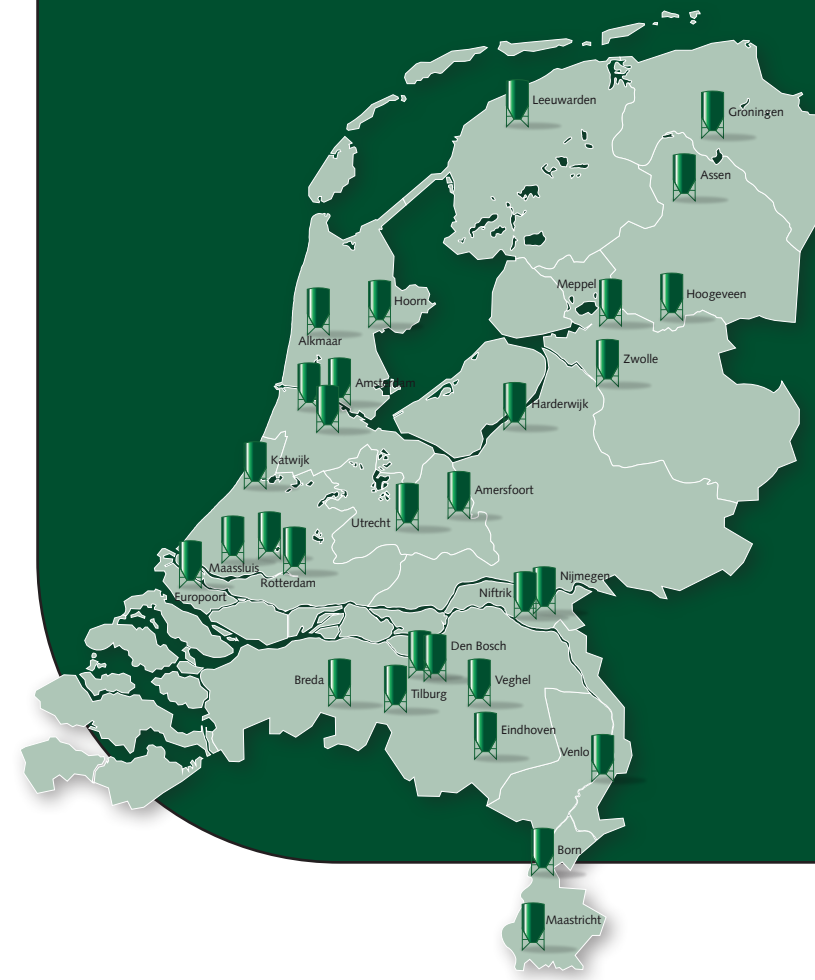 Leeuwarden
Groningen
Assen
Meppel
Hoogeveen
Hoorn
Alkmaar
Zwolle
Amsterdam
Harderwijk
Katwijk
Amersfoort
Utrecht
Maassluis
Rotterdam
Europoort
Nijmegen
Niftrik
Den Bosch
Breda
Veghel
Tilburg
Eindhoven
Venlo
Born
Maastricht